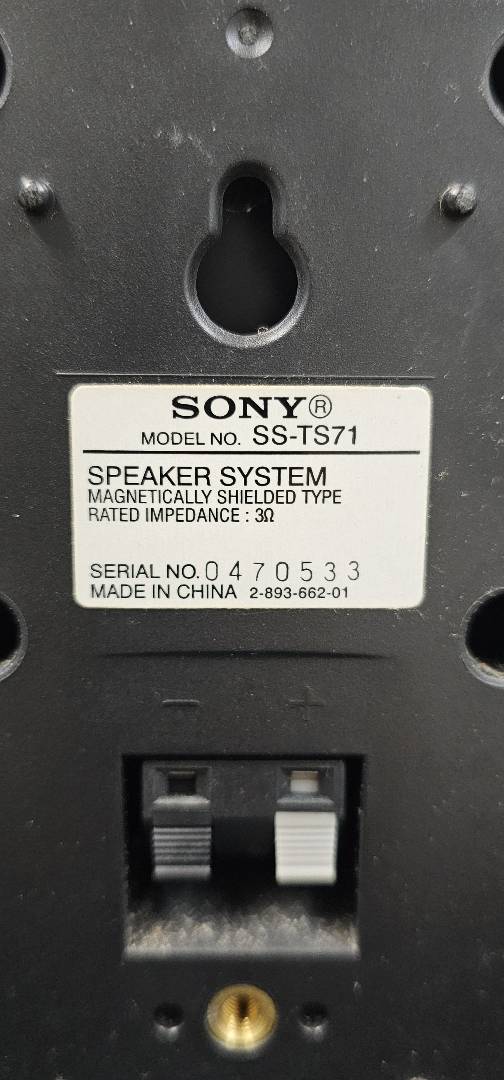 SONY®
MODEL NO. SS-TS71
SPEAKER SYSTEM
MAGNETICALLY SHIELDED TYPE
RATED IMPEDANCE : 3Ω
SERIAL NO. 0470533
MADE IN CHINA 2-893-662-01
− +